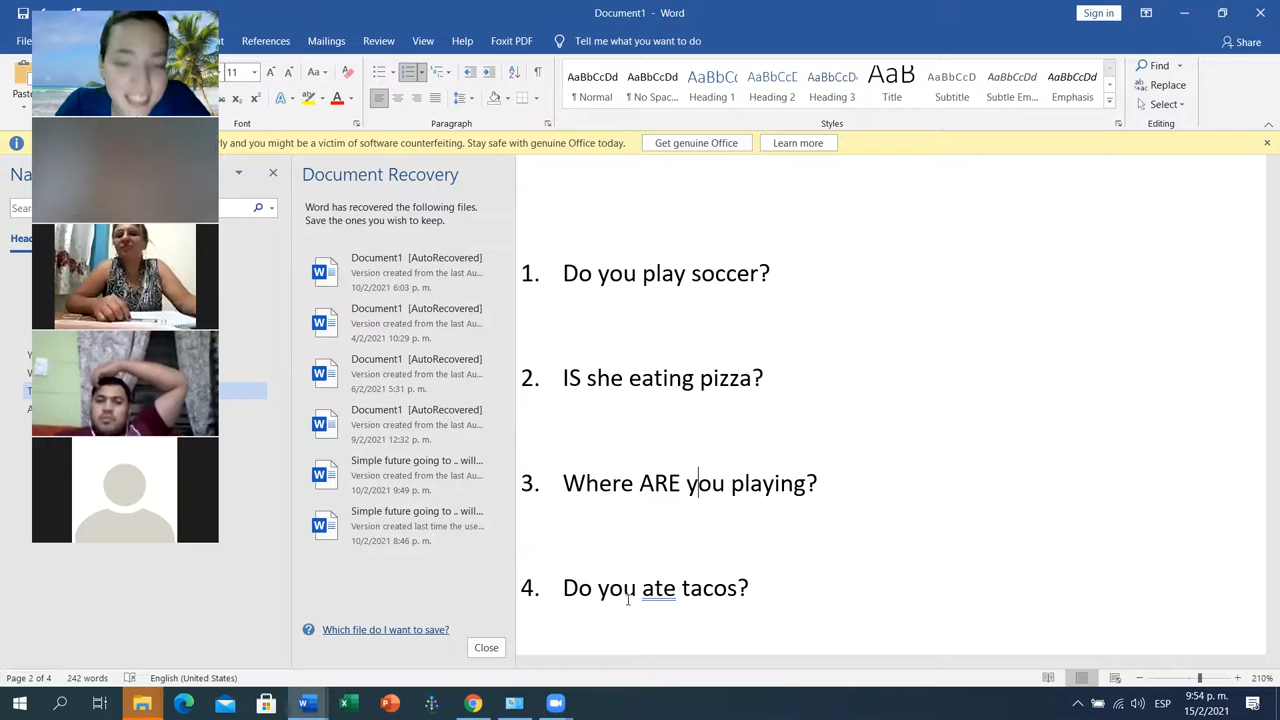 Document1 - Word (Product Activation Failed)
Sign in
References
Mailings
Review
View
Help
Foxit PDF
Tell me what you want to do
Share
11
Aa
A
AaBbCcDd
AaBbCcDd
AaBbCc
AaBbCcD
AaBbCcD
AaB
AaBbCcD
AaBbCcDd
AaBbCcDd
¶ Normal
¶ No Spac...
Heading 1
Heading 2
Heading 3
Title
Subtitle
Subtle Em...
Emphasis
Find
Replace
Select
Font
Paragraph
Styles
Editing
and you might be a victim of software counterfeiting. Stay safe with genuine Office today.
Get genuine Office
Learn more
Document Recovery
Word has recovered the following files.
Save the ones you wish to keep.
Document1 [AutoRecovered]
Version created from the last Au...
10/2/2021 6:03 p. m.
Document1 [AutoRecovered]
Version created from the last Au...
4/2/2021 10:29 p. m.
Document1 [AutoRecovered]
Version created from the last Au...
6/2/2021 5:31 p. m.
Document1 [AutoRecovered]
Version created from the last Au...
9/2/2021 12:32 p. m.
Simple future going to .. will...
Version created from the last Au...
10/2/2021 9:49 p. m.
Simple future going to .. will...
Version created last time the use...
10/2/2021 8:46 p. m.
Which file do I want to save?
Close
1. Do you play soccer?
2. IS she eating pizza?
3. Where ARE you playing?
4. Do you ate tacos?
Page 2 of 4
242 words
English (United States)
210%
ESP
9:54 p. m.
15/2/2021